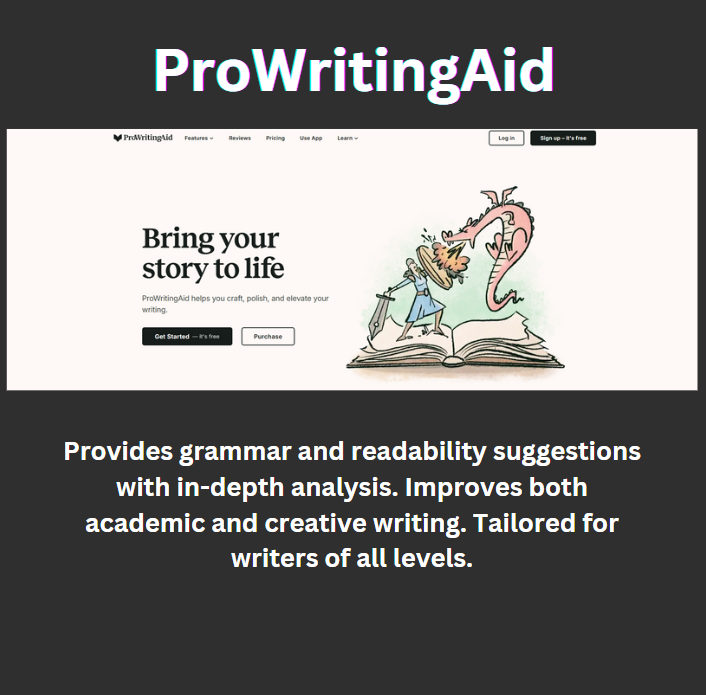 ProWritingAid
ProWritingAid Features Reviews Pricing Use App Learn Log in Sign up – It's free
Bring your
story to life
ProWritingAid helps you craft, polish, and elevate your
writing.
Get Started — It's free Purchase
Provides grammar and readability suggestions
with in-depth analysis. Improves both
academic and creative writing. Tailored for
writers of all levels.